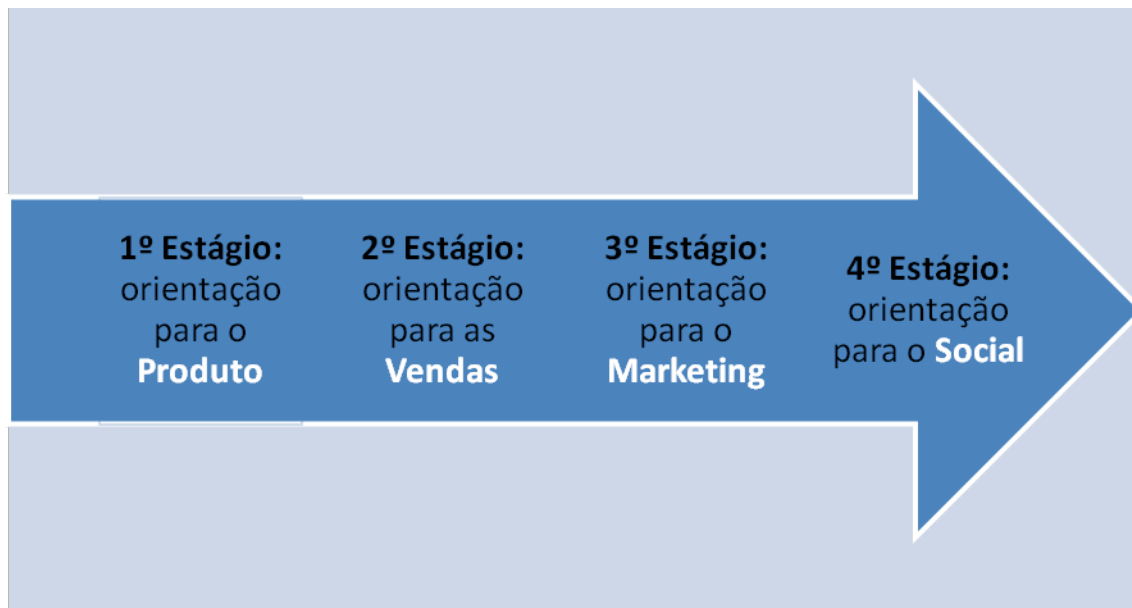 1º Estágio:
orientação
para o
Produto
2º Estágio:
orientação
para as
Vendas
3º Estágio:
orientação
para o
Marketing
4º Estágio:
orientação
para o Social